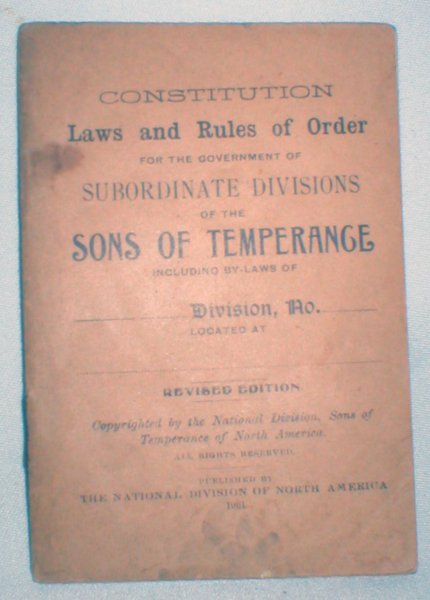 CONSTITUTION
Laws and Rules of Order
FOR THE GOVERNMENT OF
SUBORDINATE DIVISIONS
OF THE
SONS OF TEMPERANCE
INCLUDING BY-LAWS OF
Division, No.
LOCATED AT
REVISED EDITION
Copyrighted by the National Division, Sons of
Temperance of North America.
ALL RIGHTS RESERVED.
PUBLISHED BY
THE NATIONAL DIVISION OF NORTH AMERICA